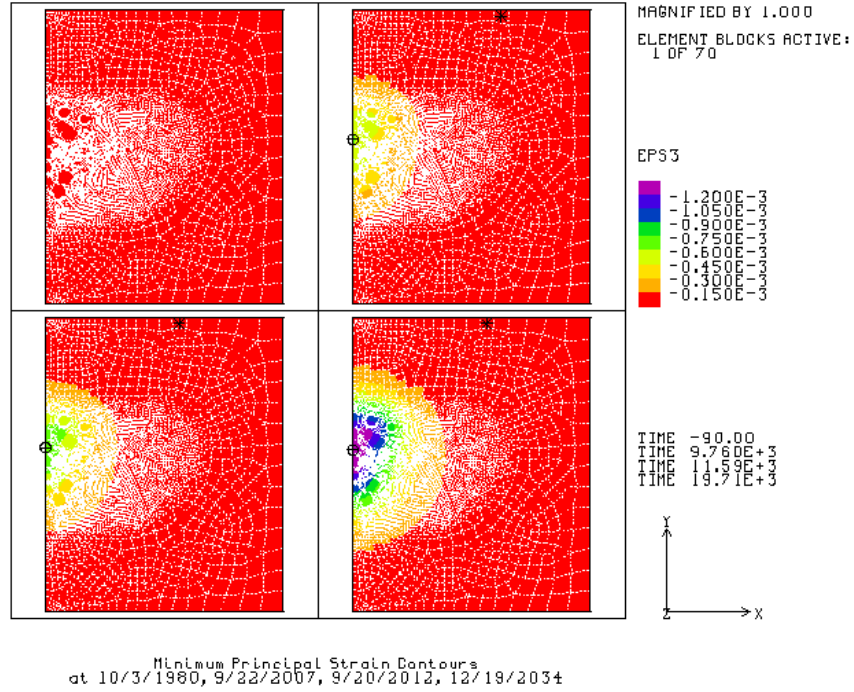 MAGNIFIED BY 1.000
ELEMENT BLOCKS ACTIVE:
1 OF 70
EPS3
-1.200E-3
-1.050E-3
-0.900E-3
-0.750E-3
-0.600E-3
-0.450E-3
-0.300E-3
-0.150E-3
TIME -90.00
TIME 9.760E+3
TIME 11.59E+3
TIME 19.71E+3
Y
Z X
Minimum Principal Strain Contours
at 10/3/1980, 9/22/2007, 9/20/2012, 12/19/2034